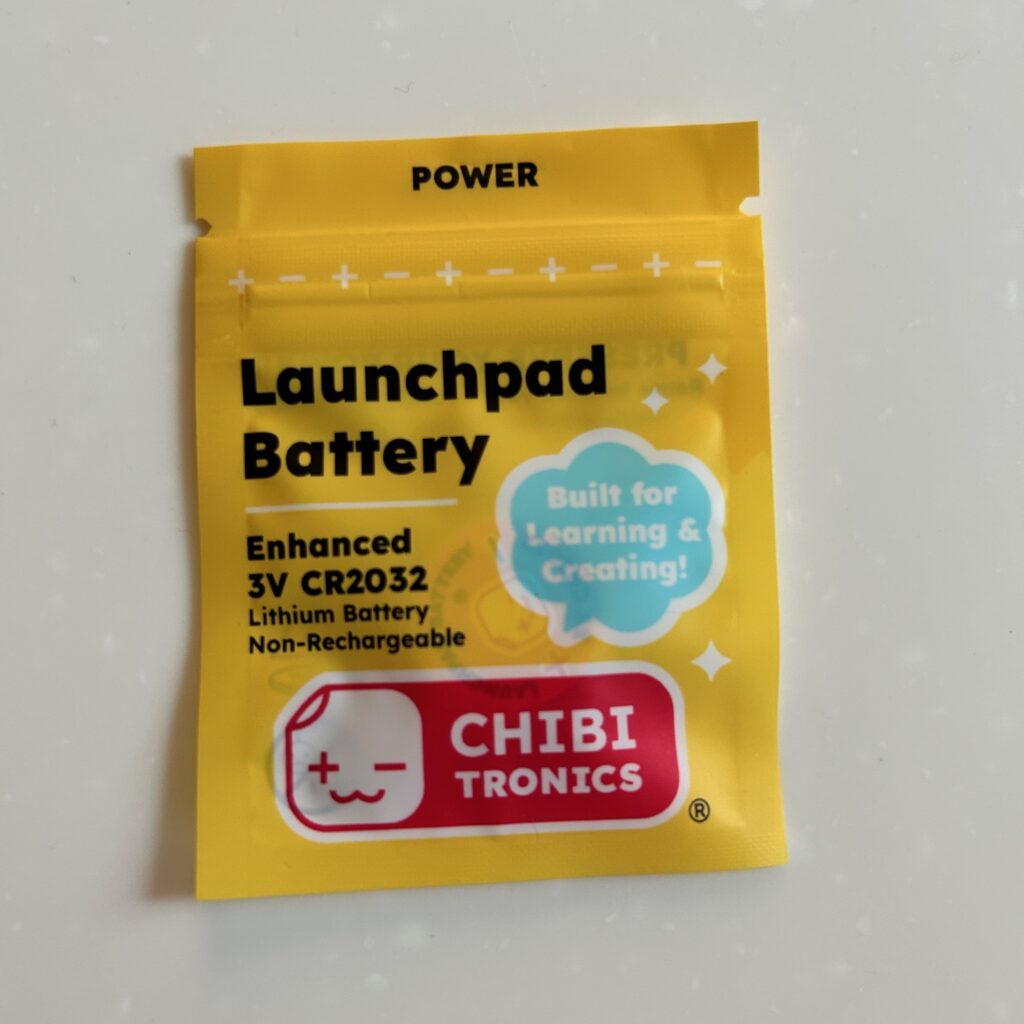 POWER
+ − + − + − + − + −
Launchpad
Battery
Built for
Learning &
Creating!
Enhanced
3V CR2032
Lithium Battery
Non-Rechargeable
CHIBI
TRONICS
®